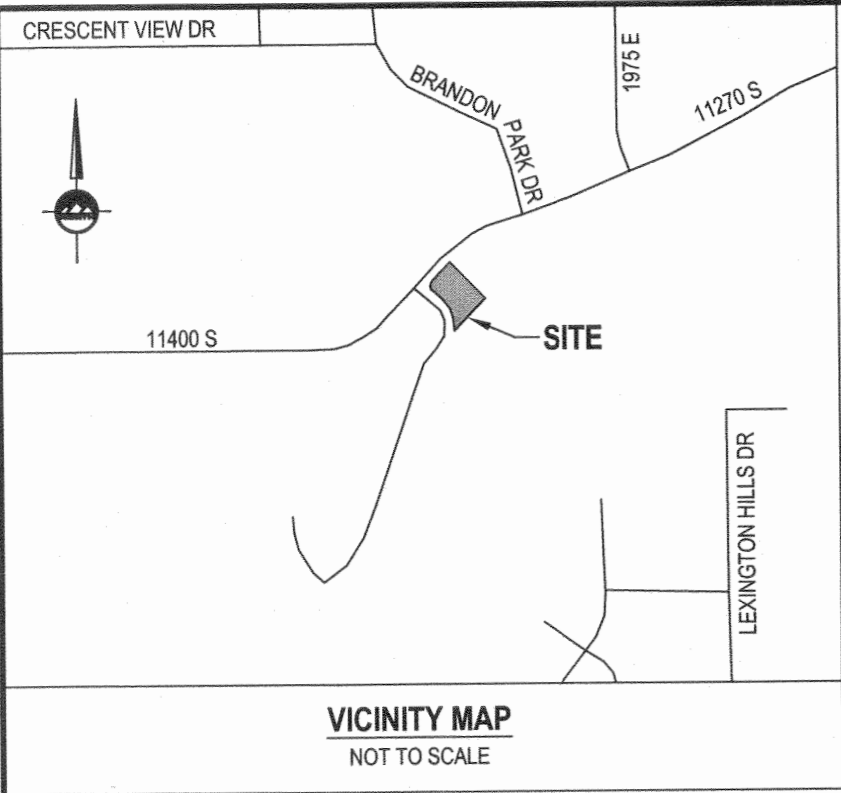 CRESCENT VIEW DR
BRANDON PARK DR
1975 E
11270 S
11400 S
SITE
LEXINGTON HILLS DR
VICINITY MAP
NOT TO SCALE